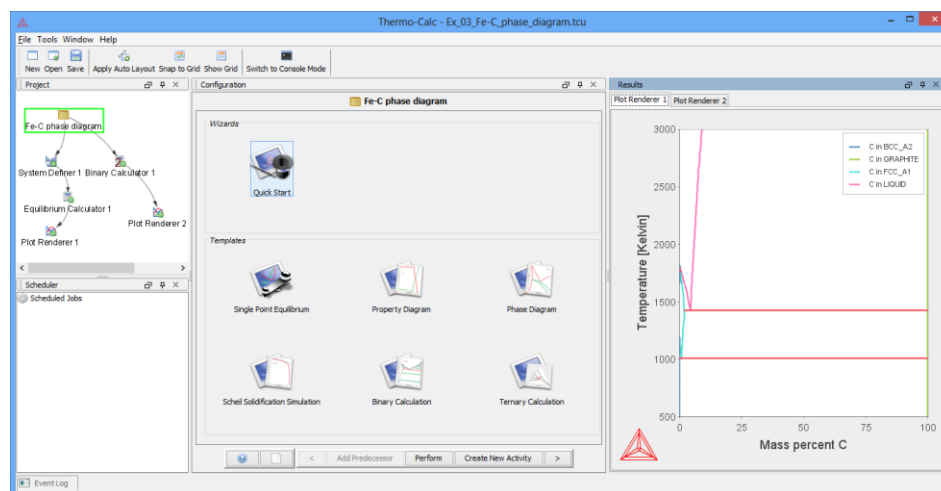 Thermo-Calc - Ex_03_Fe-C_phase_diagram.tcu
File Tools Window Help
New Open Save Apply Auto Layout Snap to Grid Show Grid Switch to Console Mode
Project
Fe-C phase diagram
System Definer 1 Binary Calculator 1
Equilibrium Calculator 1
Plot Renderer 2
Plot Renderer 1
Scheduler
Scheduled Jobs
Configuration
Fe-C phase diagram
Wizards
Quick Start
Templates
Single Point Equilibrium Property Diagram Phase Diagram
Scheil Solidification Simulation Binary Calculation Ternary Calculation
< Add Predecessor Perform Create New Activity >
Results
Plot Renderer 1 Plot Renderer 2
C in BCC_A2
C in GRAPHITE
C in FCC_A1
C in LIQUID
Temperature [Kelvin]
3000
2500
2000
1500
1000
500
0 25 50 75 100
Mass percent C
Event Log